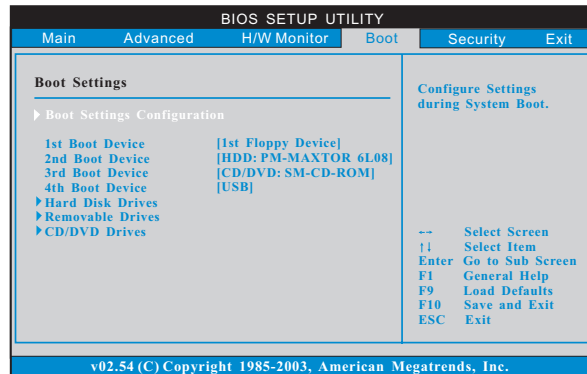 BIOS SETUP UTILITY
Main Advanced H/W Monitor Boot Security Exit
Boot Settings
Boot Settings Configuration
1st Boot Device [1st Floppy Device]
2nd Boot Device [HDD: PM-MAXTOR 6L08]
3rd Boot Device [CD/DVD: SM-CD-ROM]
4th Boot Device [USB]
Hard Disk Drives
Removable Drives
CD/DVD Drives
Configure Settings
during System Boot.
←→ Select Screen
↑↓ Select Item
Enter Go to Sub Screen
F1 General Help
F9 Load Defaults
F10 Save and Exit
ESC Exit
v02.54 (C) Copyright 1985-2003, American Megatrends, Inc.